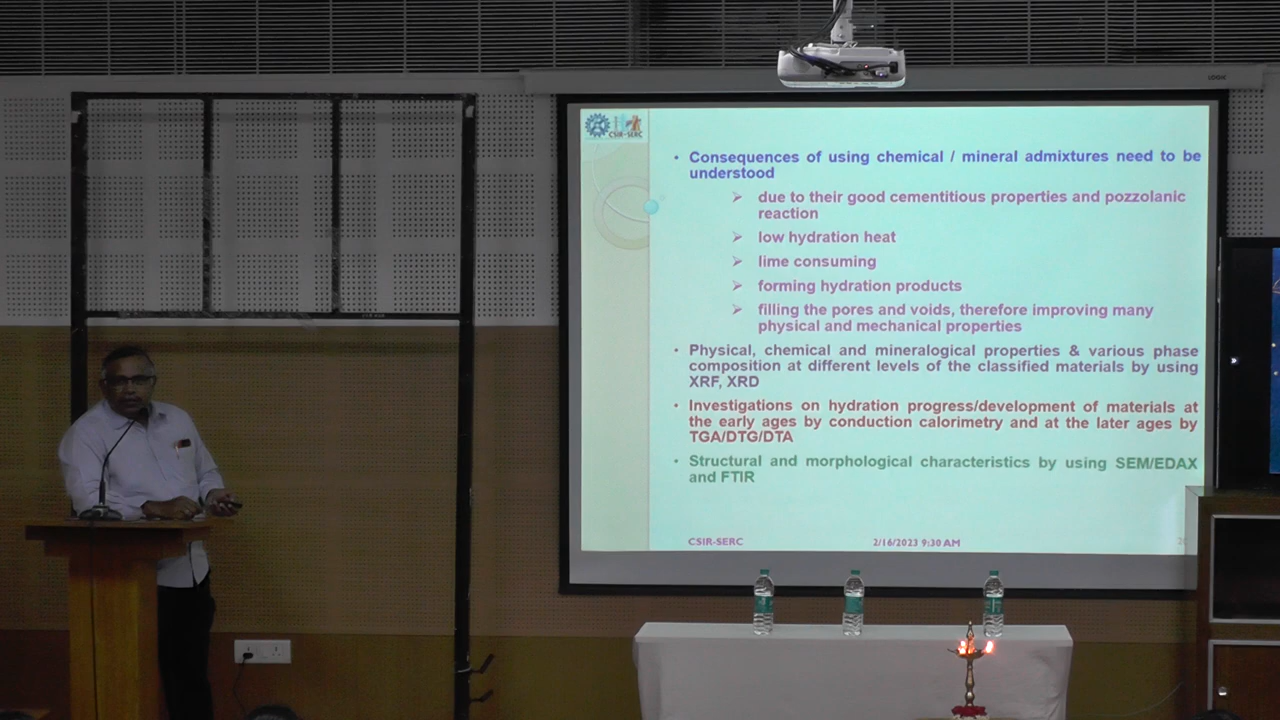 LOGIC
CSIR-SERC
• Consequences of using chemical / mineral admixtures need to be
understood
➢ due to their good cementitious properties and pozzolanic
reaction
➢ low hydration heat
➢ lime consuming
➢ forming hydration products
➢ filling the pores and voids, therefore improving many
physical and mechanical properties
• Physical, chemical and mineralogical properties & various phase
composition at different levels of the classified materials by using
XRF, XRD
• Investigations on hydration progress/development of materials at
the early ages by conduction calorimetry and at the later ages by
TGA/DTG/DTA
• Structural and morphological characteristics by using SEM/EDAX
and FTIR
CSIR-SERC 2/16/2023 9:30 AM